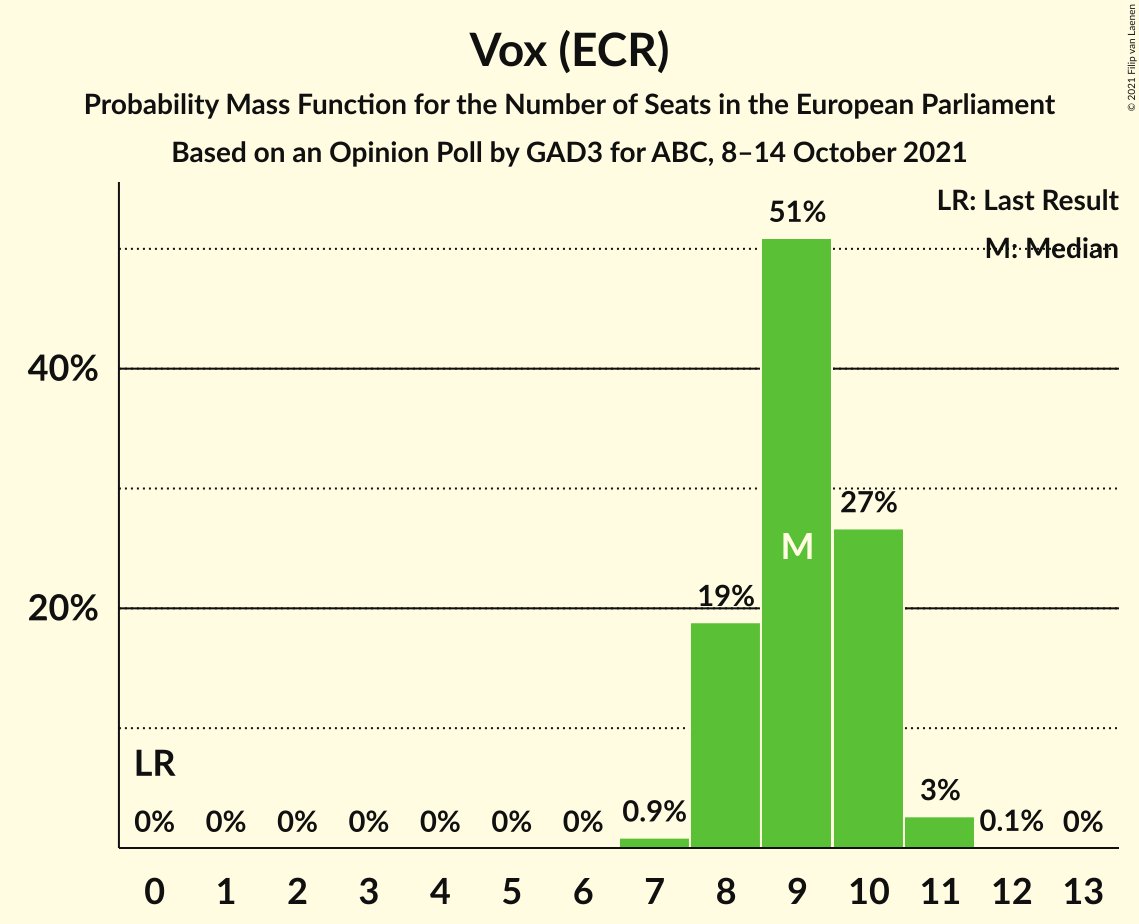 © 2021 Filip van Laenen
Vox (ECR)
Probability Mass Function for the Number of Seats in the European Parliament
Based on an Opinion Poll by GAD3 for ABC, 8–14 October 2021
LR: Last Result
M: Median
51%
40%
27%
M
19%
20%
LR
0% 0% 0% 0% 0% 0% 0% 0.9% 3% 0.1% 0%
0 1 2 3 4 5 6 7 8 9 10 11 12 13